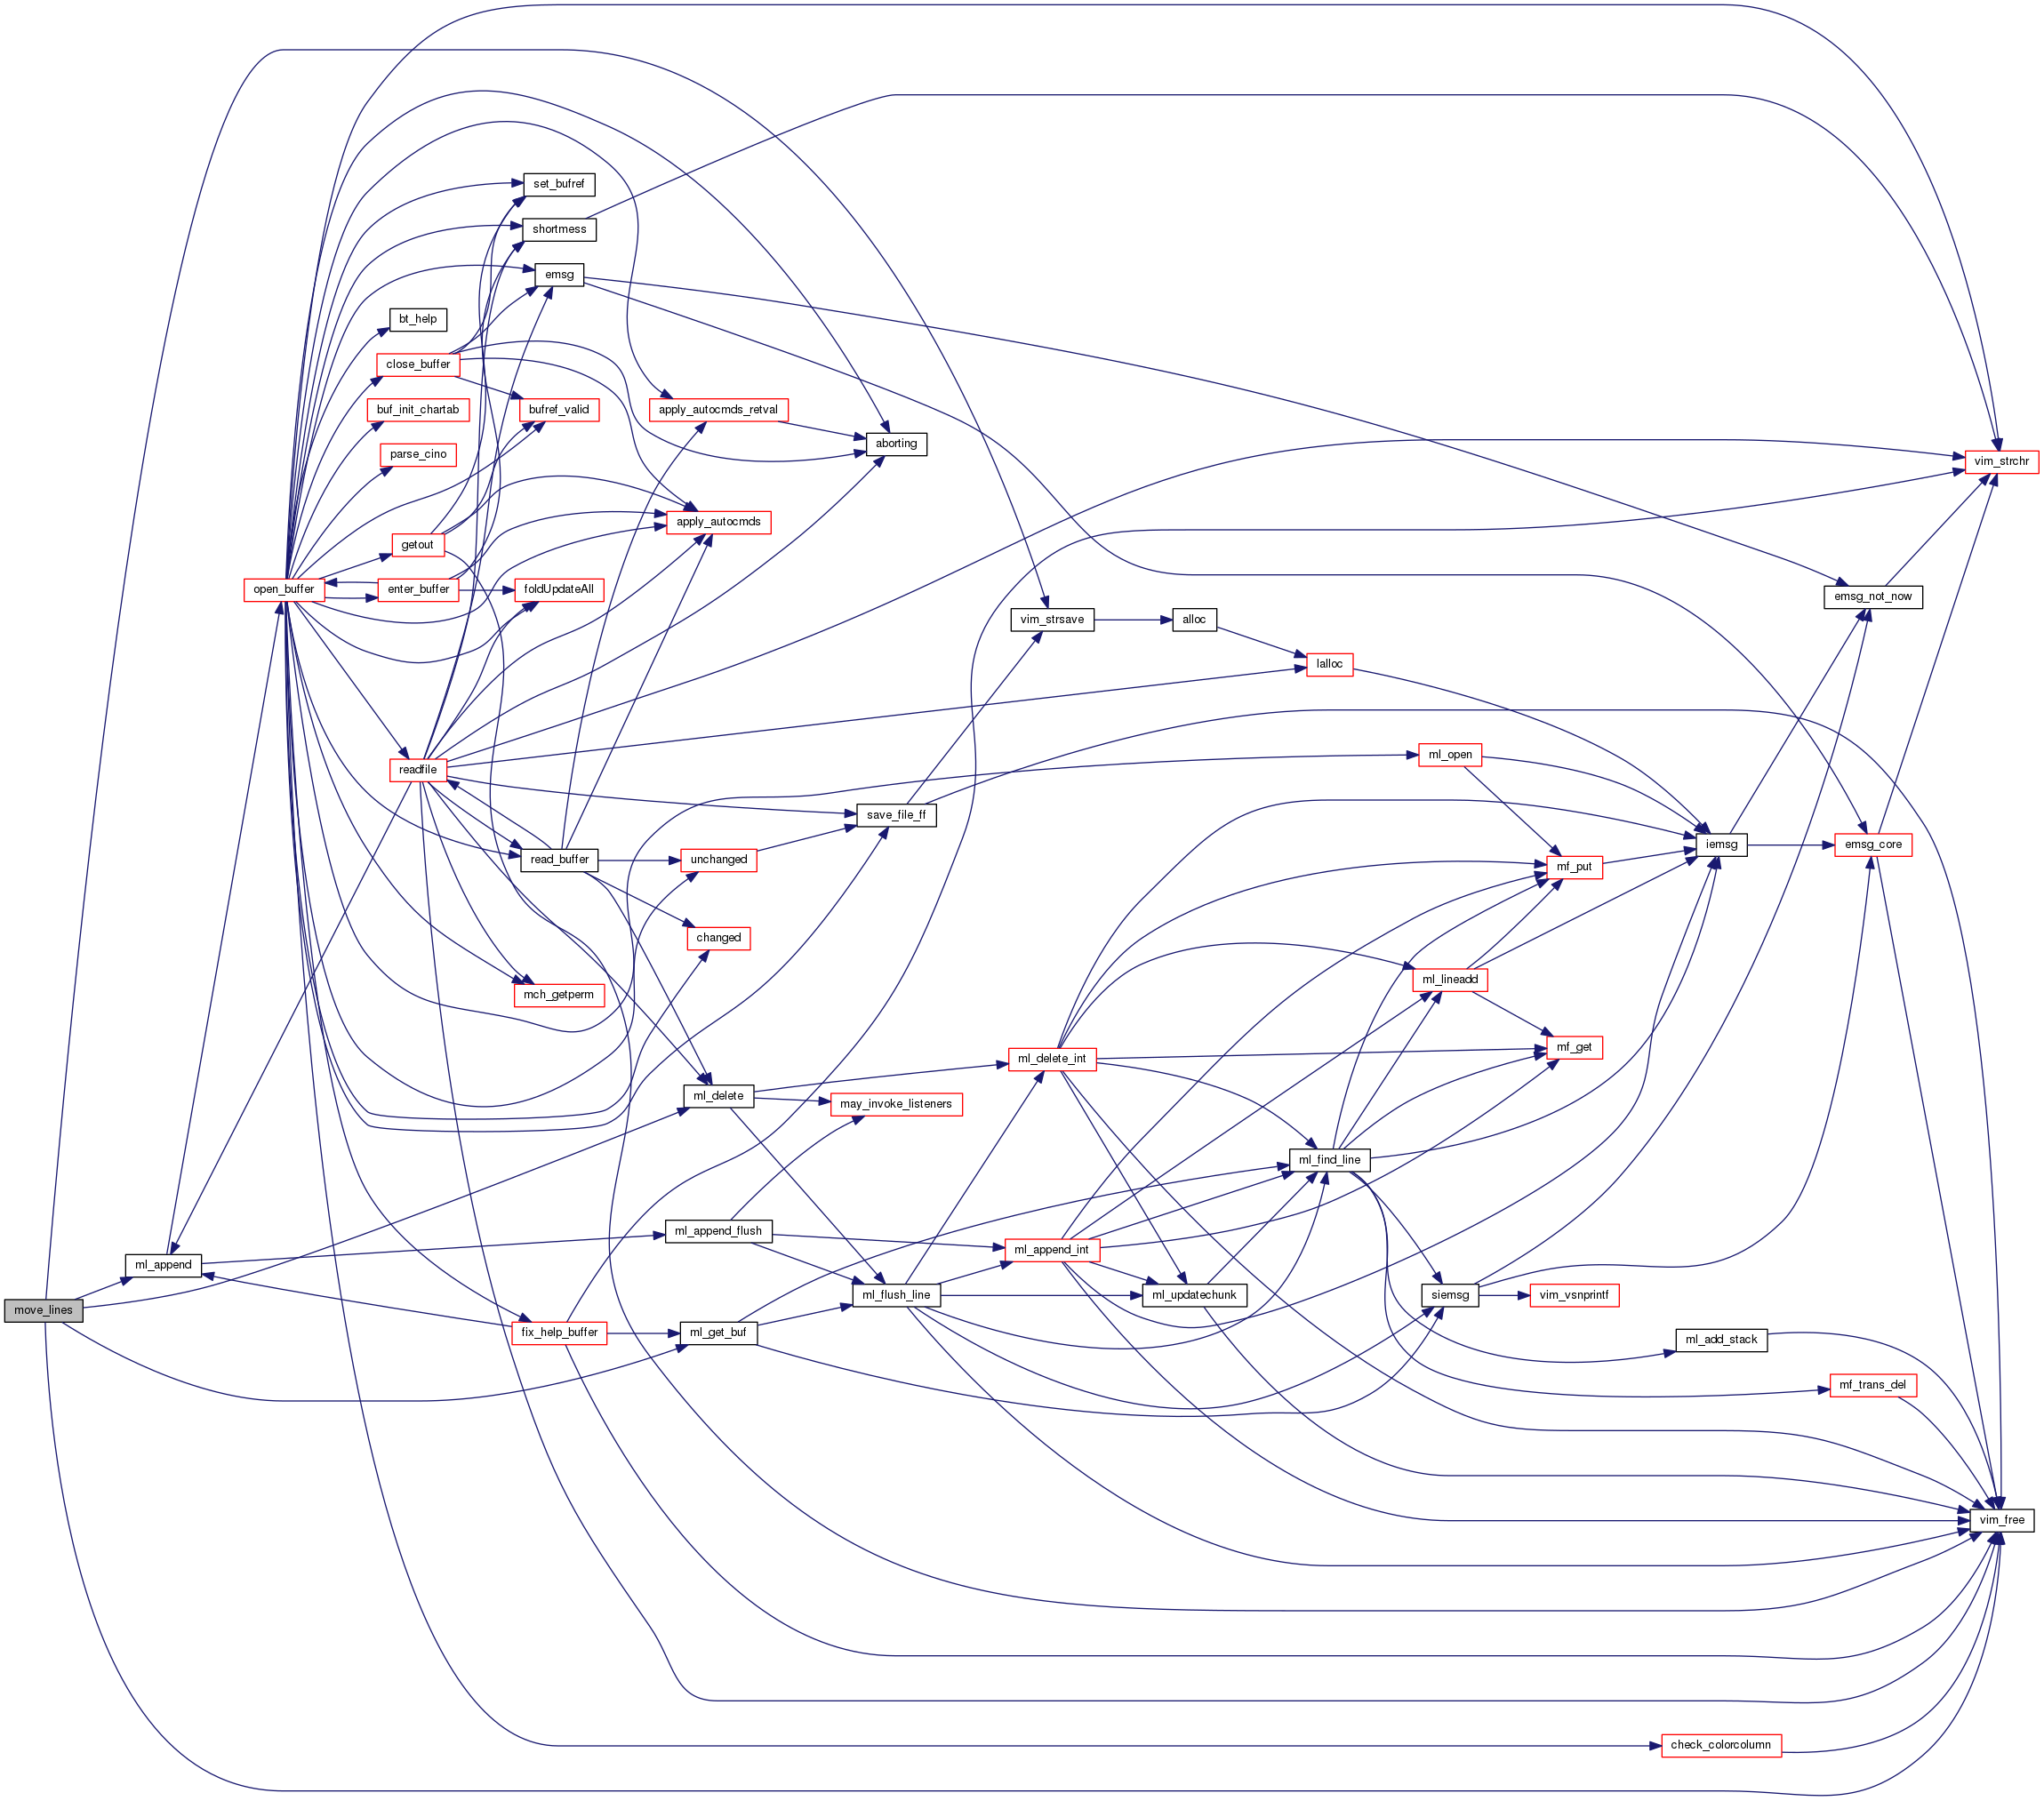 set_bufref
shortmess
emsg
bt_help
close_buffer
buf_init_chartab
bufref_valid
apply_autocmds_retval
aborting
parse_cino
vim_strchr
apply_autocmds
getout
open_buffer
enter_buffer
foldUpdateAll
emsg_not_now
vim_strsave
alloc
lalloc
ml_open
readfile
save_file_ff
read_buffer
unchanged
iemsg
emsg_core
mf_put
changed
mch_getperm
ml_lineadd
mf_get
ml_delete_int
ml_delete
may_invoke_listeners
ml_find_line
ml_append_flush
ml_append
ml_append_int
move_lines
ml_flush_line
ml_updatechunk
siemsg
vim_vsnprintf
fix_help_buffer
ml_get_buf
ml_add_stack
mf_trans_del
vim_free
check_colorcolumn